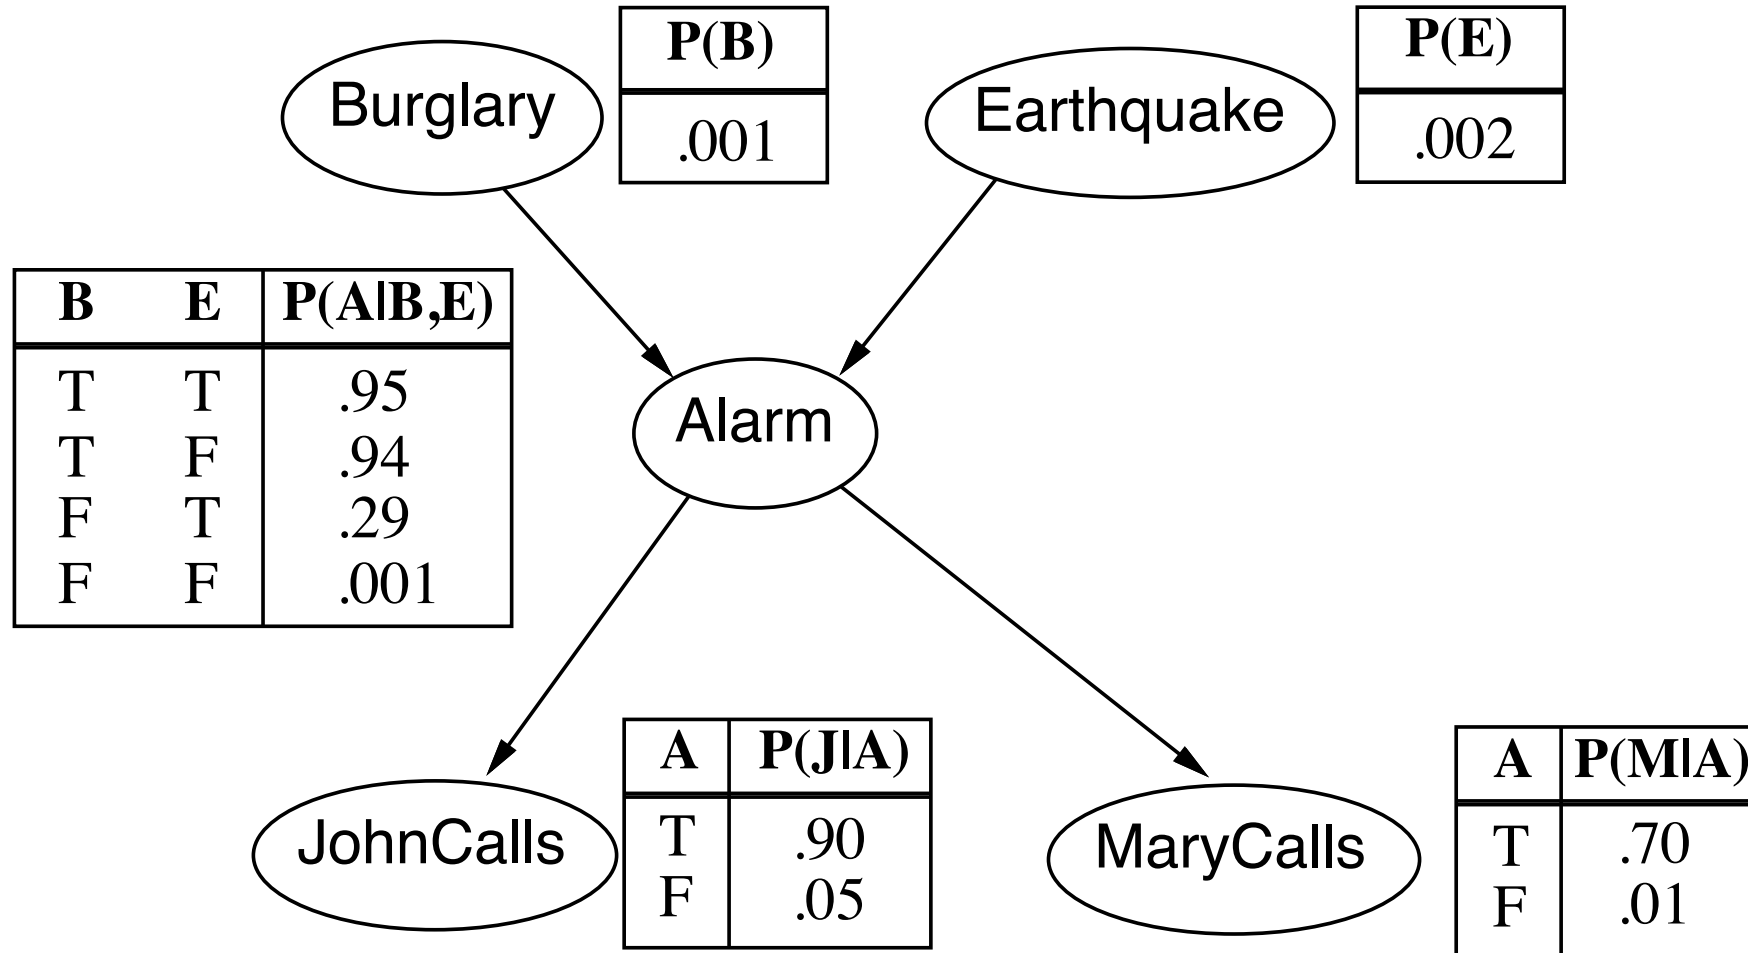 Burglary
P(B)
.001
Earthquake
P(E)
.002
B E P(A|B,E)
T T .95
T F .94
F T .29
F F .001
Alarm
JohnCalls
A P(J|A)
T .90
F .05
MaryCalls
A P(M|A)
T .70
F .01